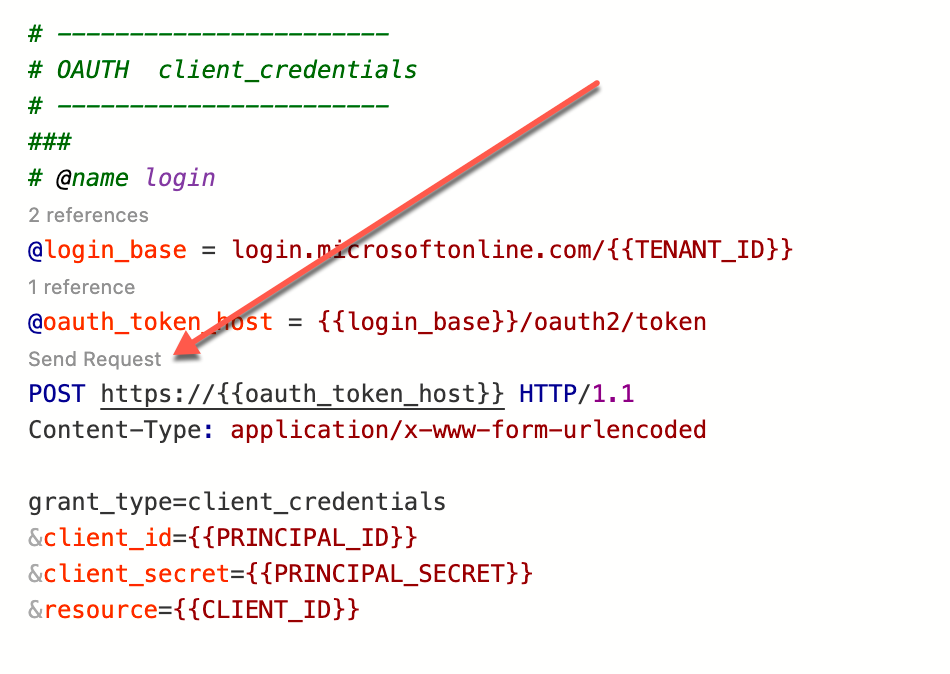 # -----------------------
# OAUTH  client_credentials
# -----------------------
###
# @name login
2 references
@login_base = login.microsoftonline.com/{{TENANT_ID}}
1 reference
@oauth_token_host = {{login_base}}/oauth2/token
Send Request
POST https://{{oauth_token_host}} HTTP/1.1
Content-Type: application/x-www-form-urlencoded

grant_type=client_credentials
&client_id={{PRINCIPAL_ID}}
&client_secret={{PRINCIPAL_SECRET}}
&resource={{CLIENT_ID}}